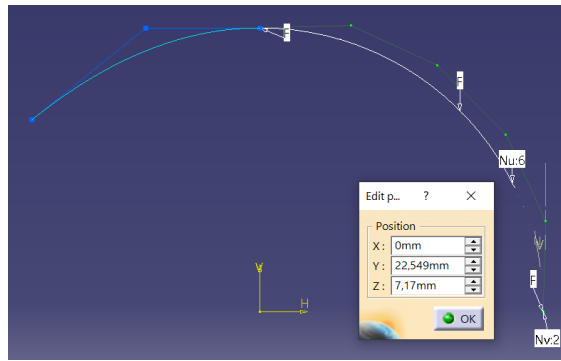 F
F
Nu:6
Edit p... ? X
Position
X: 0mm
Y: 22,549mm
Z: 7,17mm
OK
V
H
F
Nv:2